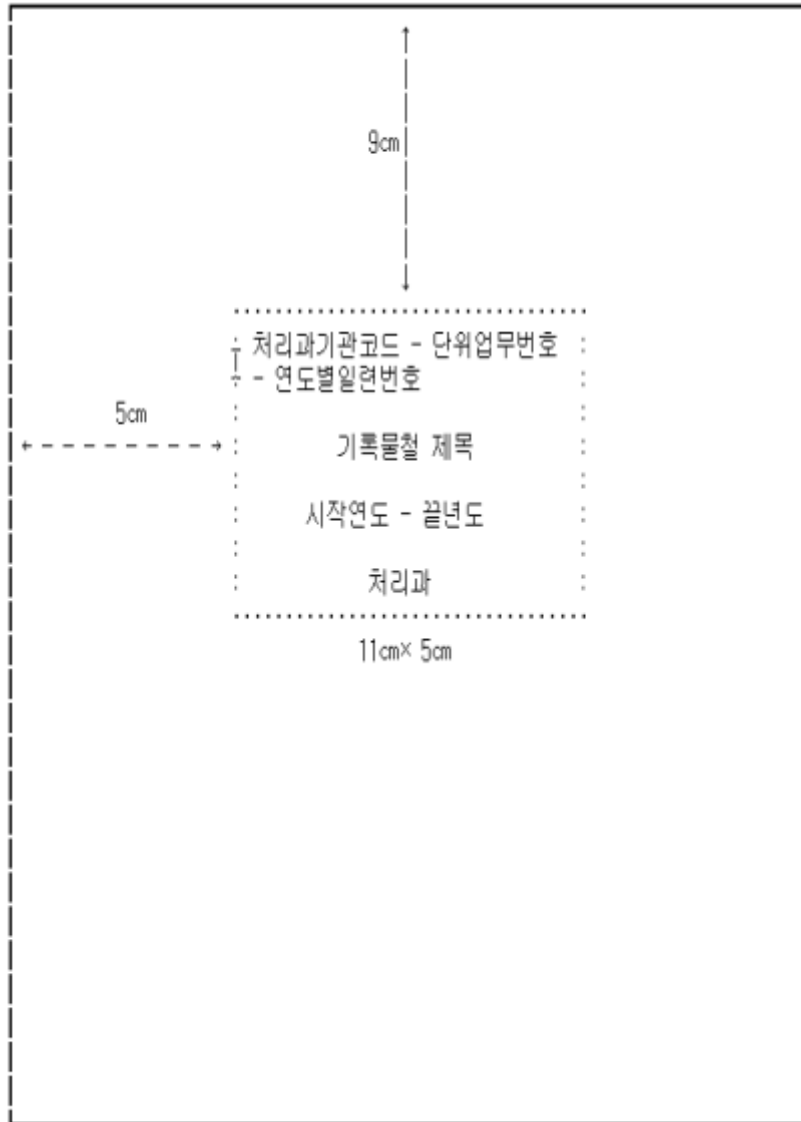 9cm
처리과기관코드 - 단위업무번호
- 연도별일련번호
5cm
기록물철 제목
시작연도 - 끝년도
처리과
11cm× 5cm